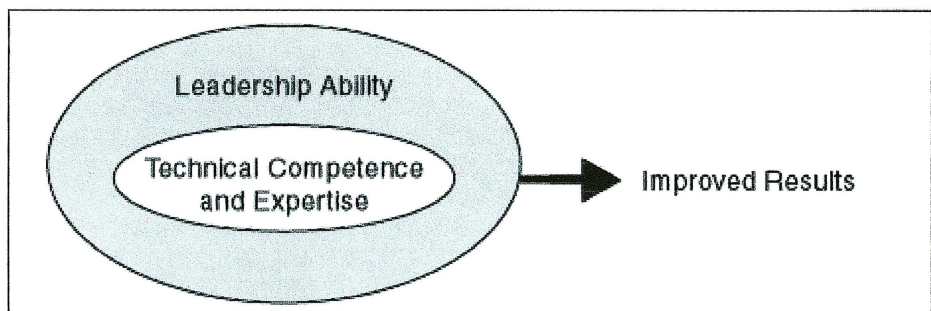 Leadership Ability
Technical Competence
and Expertise
Improved Results